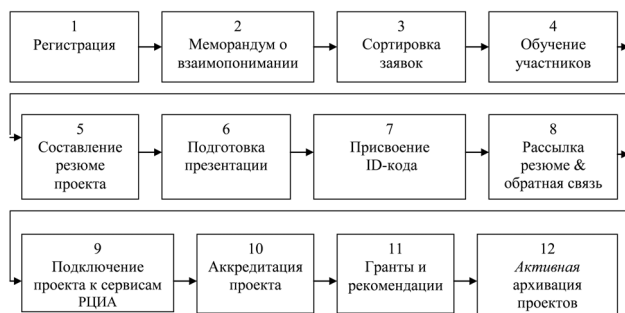 1
Регистрация
2
Меморандум о
взаимопонимании
3
Сортировка
заявок
4
Обучение
участников
5
Составление
резюме
проекта
6
Подготовка
презентации
7
Присвоение
ID-кода
8
Рассылка
резюме &
обратная связь
9
Подключение
проекта к сервисам
РЦИА
10
Аккредитация
проекта
11
Гранты и
рекомендации
12
Активная
архивация
проектов